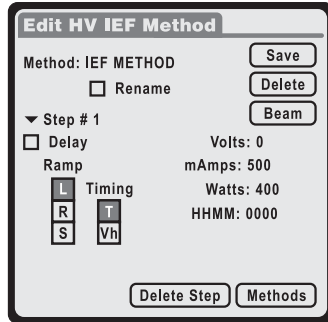 Edit HV IEF Method
Method: IEF METHOD
Save
Rename
Delete
Beam
Step # 1
Delay
Volts: 0
Ramp
mAmps: 500
L
Timing
Watts: 400
R
T
HHMM: 0000
S
Vh
Delete Step
Methods